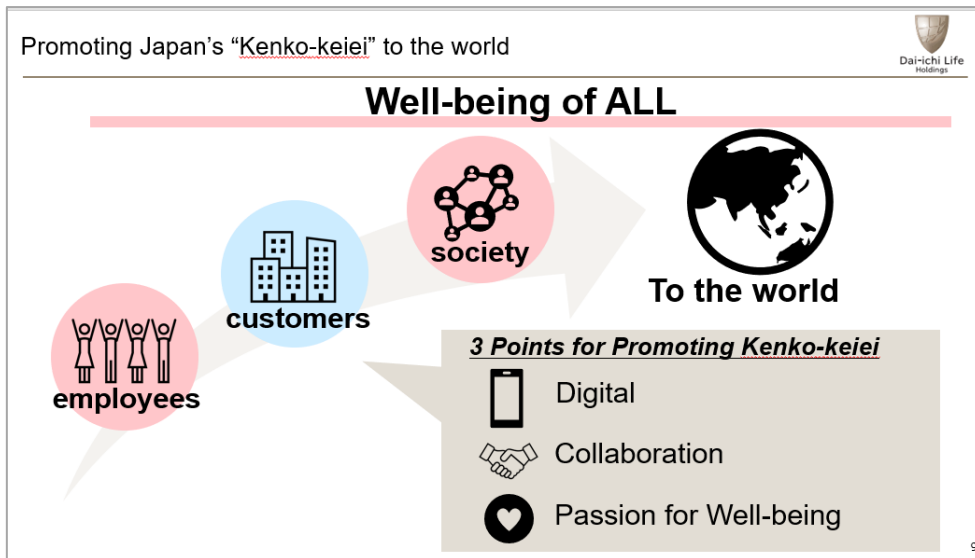 Promoting Japan's “Kenko-keiei” to the world
Dai-ichi Life
Holdings
Well-being of ALL
society
customers
employees
To the world
3 Points for Promoting Kenko-keiei
Digital
Collaboration
Passion for Well-being
9